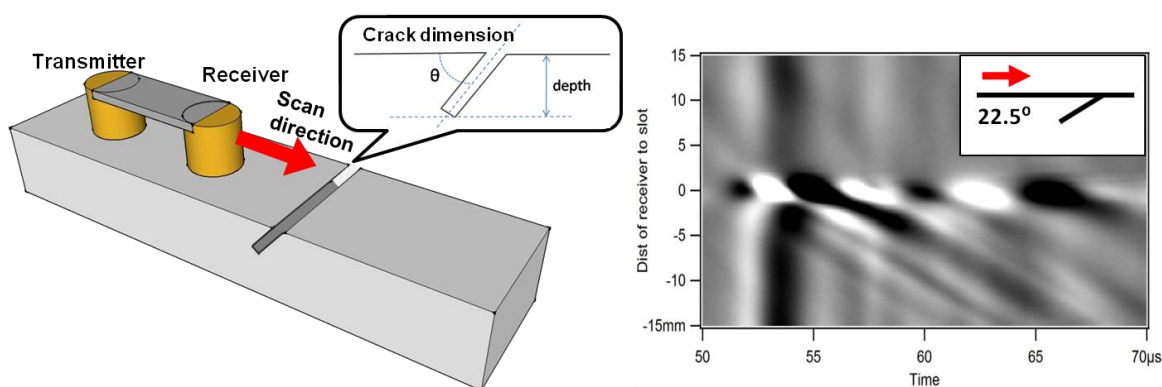 Transmitter
Receiver
Scan
direction
Crack dimension
θ
depth
15
10
5
0
-5
-10
-15mm
Dist of receiver to slot
22.5⁰
50
55
60
65
70µs
Time